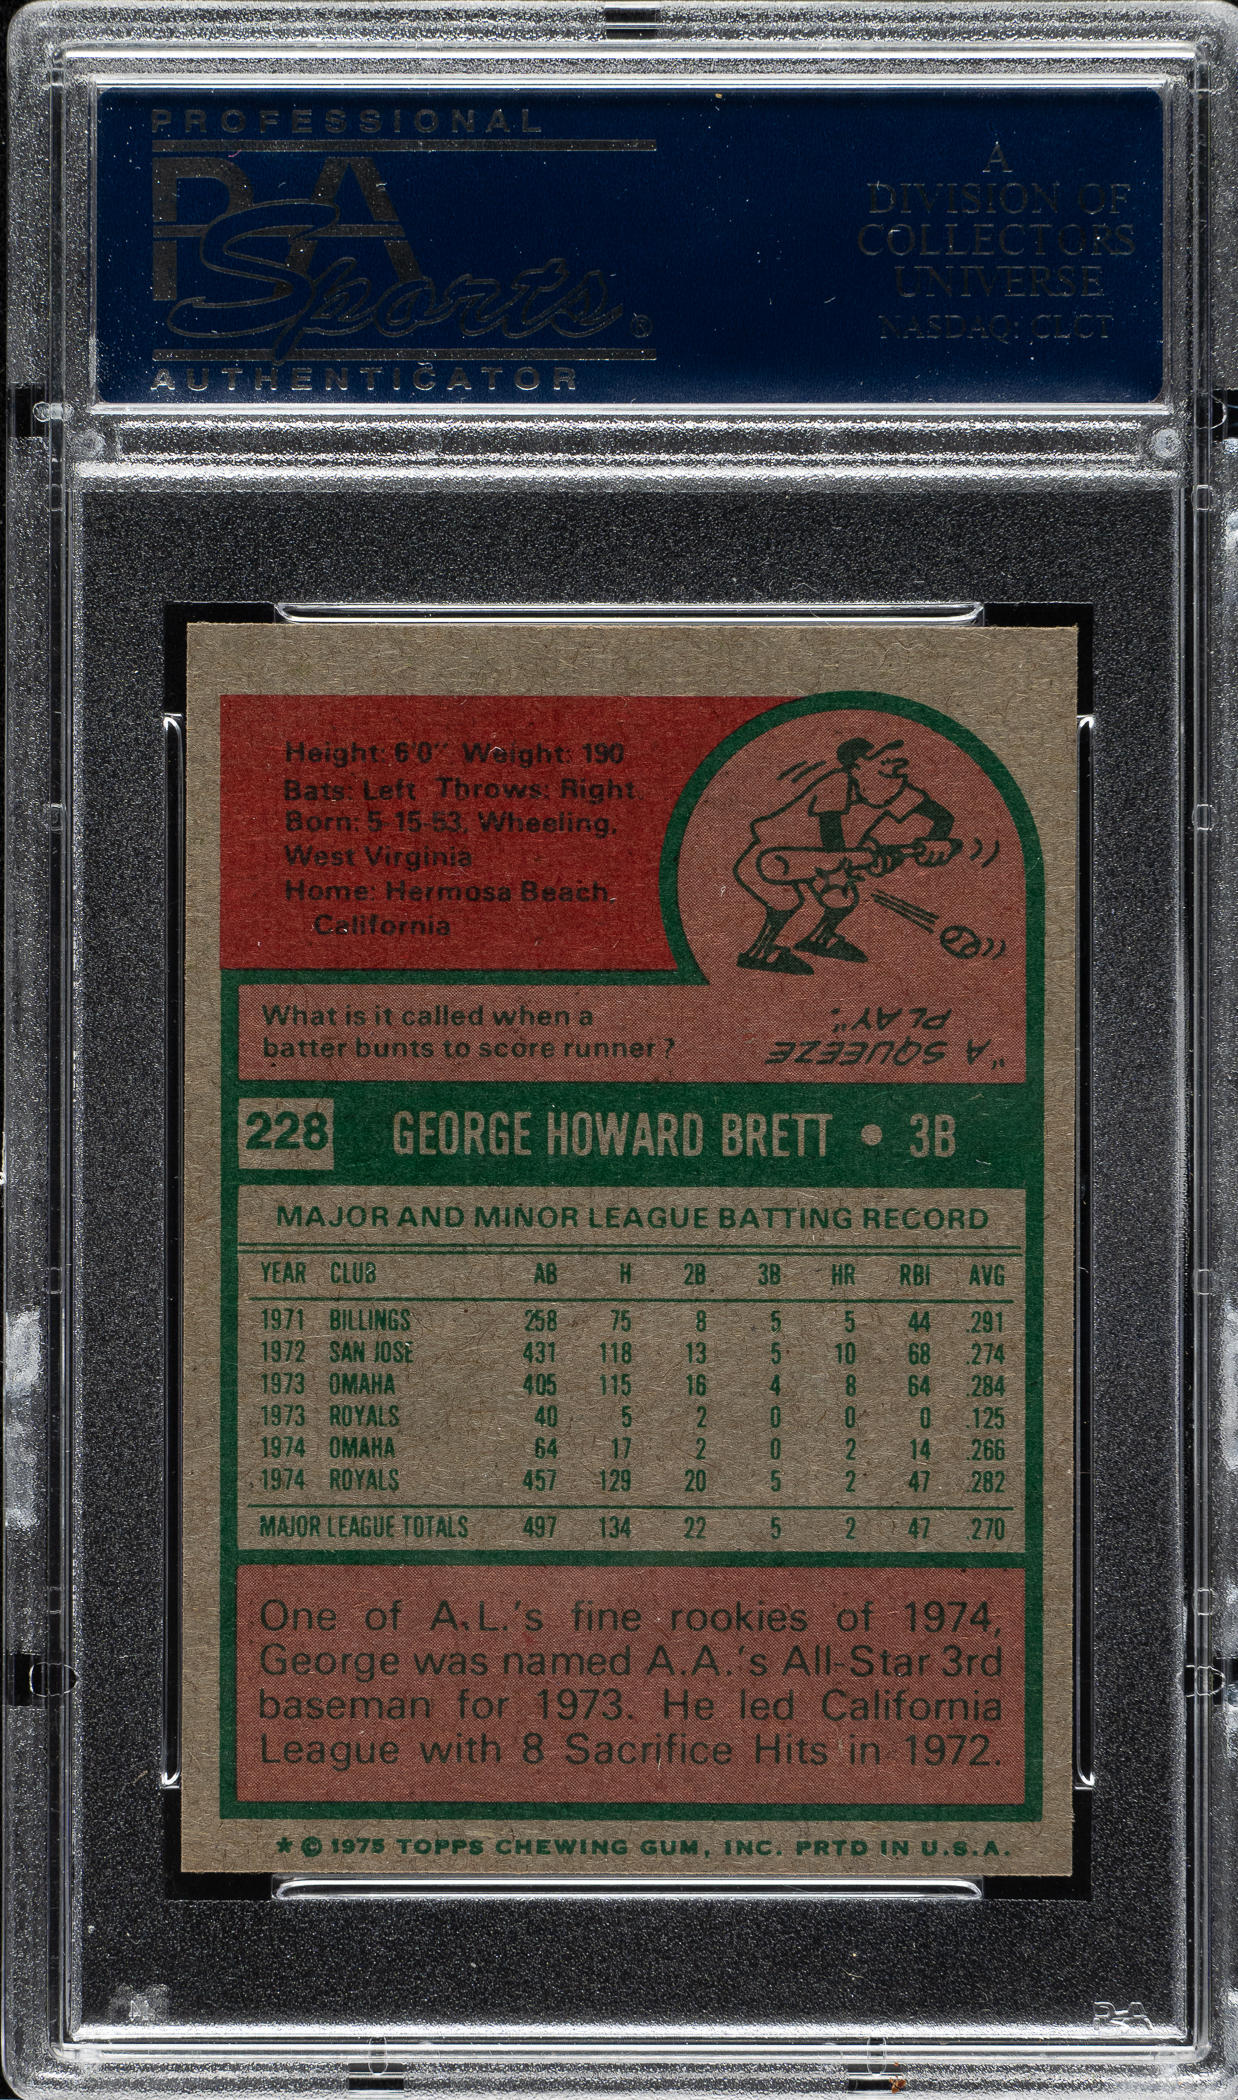 PROFESSIONAL
PSA
Sports®
AUTHENTICATOR
A
DIVISION OF
COLLECTORS
UNIVERSE
NASDAQ: CLCT
Height: 6'0" Weight: 190
Bats: Left Throws: Right
Born: 5-15-53, Wheeling,
West Virginia
Home: Hermosa Beach,
California
What is it called when a
batter bunts to score runner?
"A SQUEEZE
PLAY".
228 GEORGE HOWARD BRETT • 3B
MAJOR AND MINOR LEAGUE BATTING RECORD
YEAR CLUB AB H 2B 3B HR RBI AVG
1971 BILLINGS 258 75 8 5 5 44 .291
1972 SAN JOSE 431 118 13 5 10 68 .274
1973 OMAHA 405 115 16 4 8 64 .284
1973 ROYALS 40 5 2 0 0 0 .125
1974 OMAHA 64 17 2 0 2 14 .266
1974 ROYALS 457 129 20 5 2 47 .282
MAJOR LEAGUE TOTALS 497 134 22 5 2 47 .270
One of A.L.'s fine rookies of 1974,
George was named A.A.'s All-Star 3rd
baseman for 1973. He led California
League with 8 Sacrifice Hits in 1972.
* © 1975 TOPPS CHEWING GUM, INC. PRTD IN U.S.A.
PSA